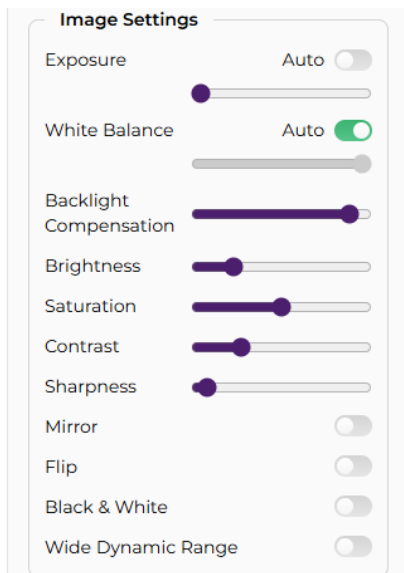 Image Settings
Exposure Auto
White Balance Auto
Backlight
Compensation
Brightness
Saturation
Contrast
Sharpness
Mirror
Flip
Black & White
Wide Dynamic Range